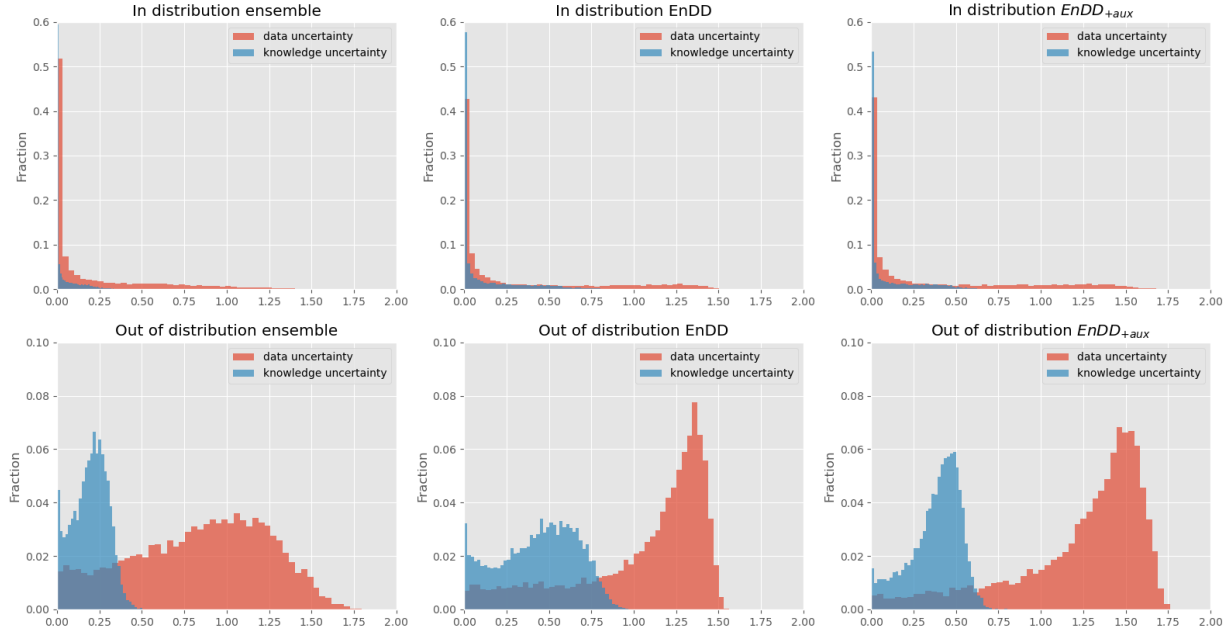 In distribution ensemble
Fraction
0.6
0.5
0.4
0.3
0.2
0.1
0.0
data uncertainty
knowledge uncertainty
0.00 0.25 0.50 0.75 1.00 1.25 1.50 1.75 2.00
In distribution EnDD
Fraction
0.6
0.5
0.4
0.3
0.2
0.1
0.0
data uncertainty
knowledge uncertainty
0.00 0.25 0.50 0.75 1.00 1.25 1.50 1.75 2.00
In distribution EnDD+aux
Fraction
0.6
0.5
0.4
0.3
0.2
0.1
0.0
data uncertainty
knowledge uncertainty
0.00 0.25 0.50 0.75 1.00 1.25 1.50 1.75 2.00
Out of distribution ensemble
Fraction
0.10
0.08
0.06
0.04
0.02
0.00
data uncertainty
knowledge uncertainty
0.00 0.25 0.50 0.75 1.00 1.25 1.50 1.75 2.00
Out of distribution EnDD
Fraction
0.10
0.08
0.06
0.04
0.02
0.00
data uncertainty
knowledge uncertainty
0.00 0.25 0.50 0.75 1.00 1.25 1.50 1.75 2.00
Out of distribution EnDD+aux
Fraction
0.10
0.08
0.06
0.04
0.02
0.00
data uncertainty
knowledge uncertainty
0.00 0.25 0.50 0.75 1.00 1.25 1.50 1.75 2.00